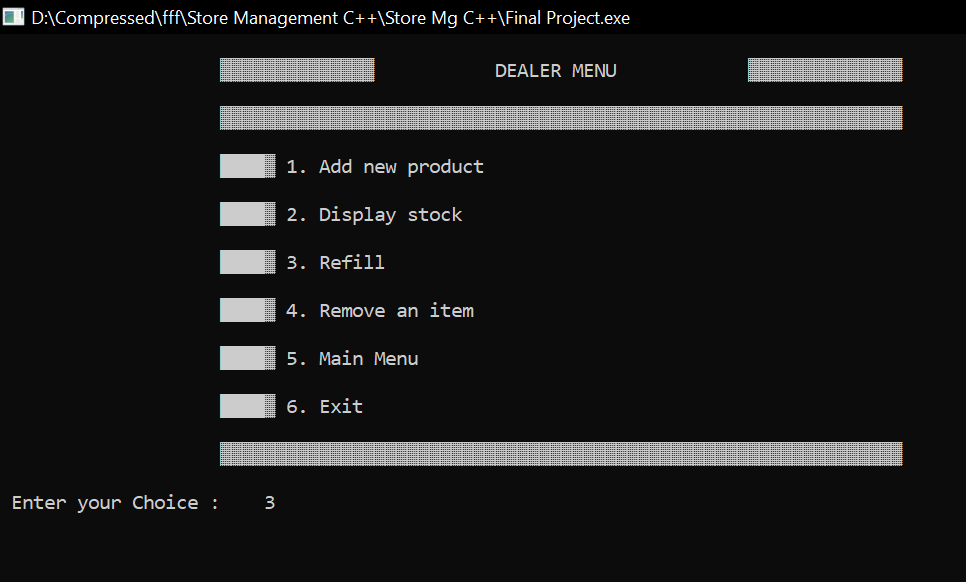 D:\Compressed\fff\Store Management C++\Store Mg C++\Final Project.exe
DEALER MENU
1. Add new product
2. Display stock
3. Refill
4. Remove an item
5. Main Menu
6. Exit
Enter your Choice : 3